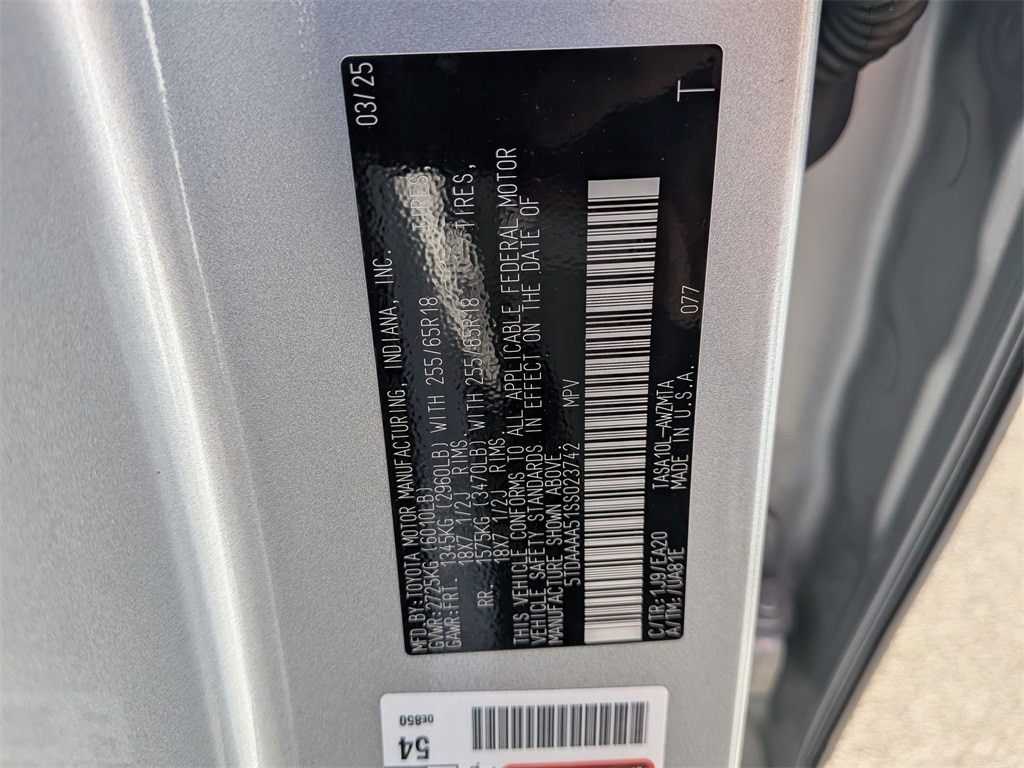 MFD BY:TOYOTA MOTOR MANUFACTURING, INDIANA, INC. 03/25
GVWR:2725KG(6010LB)
GAWR:FRT. 1345KG (2960LB) WITH 255/65R18 TIRES,
18X7 1/2J RIMS.
RR. 1575KG(3470LB) WITH 255/65R18 TIRES,
18X7 1/2J RIMS
THIS VEHICLE CONFORMS TO ALL APPLICABLE FEDERAL MOTOR
VEHICLE SAFETY STANDARDS IN EFFECT ON THE DATE OF
MANUFACTURE SHOWN ABOVE.
5TDAAAA51SS023742 MPV
C/TR:1J9/EA20 TASA10L-AWZMTA 077 T
A/TM:/UA81E MADE IN U.S.A.
0E850
54